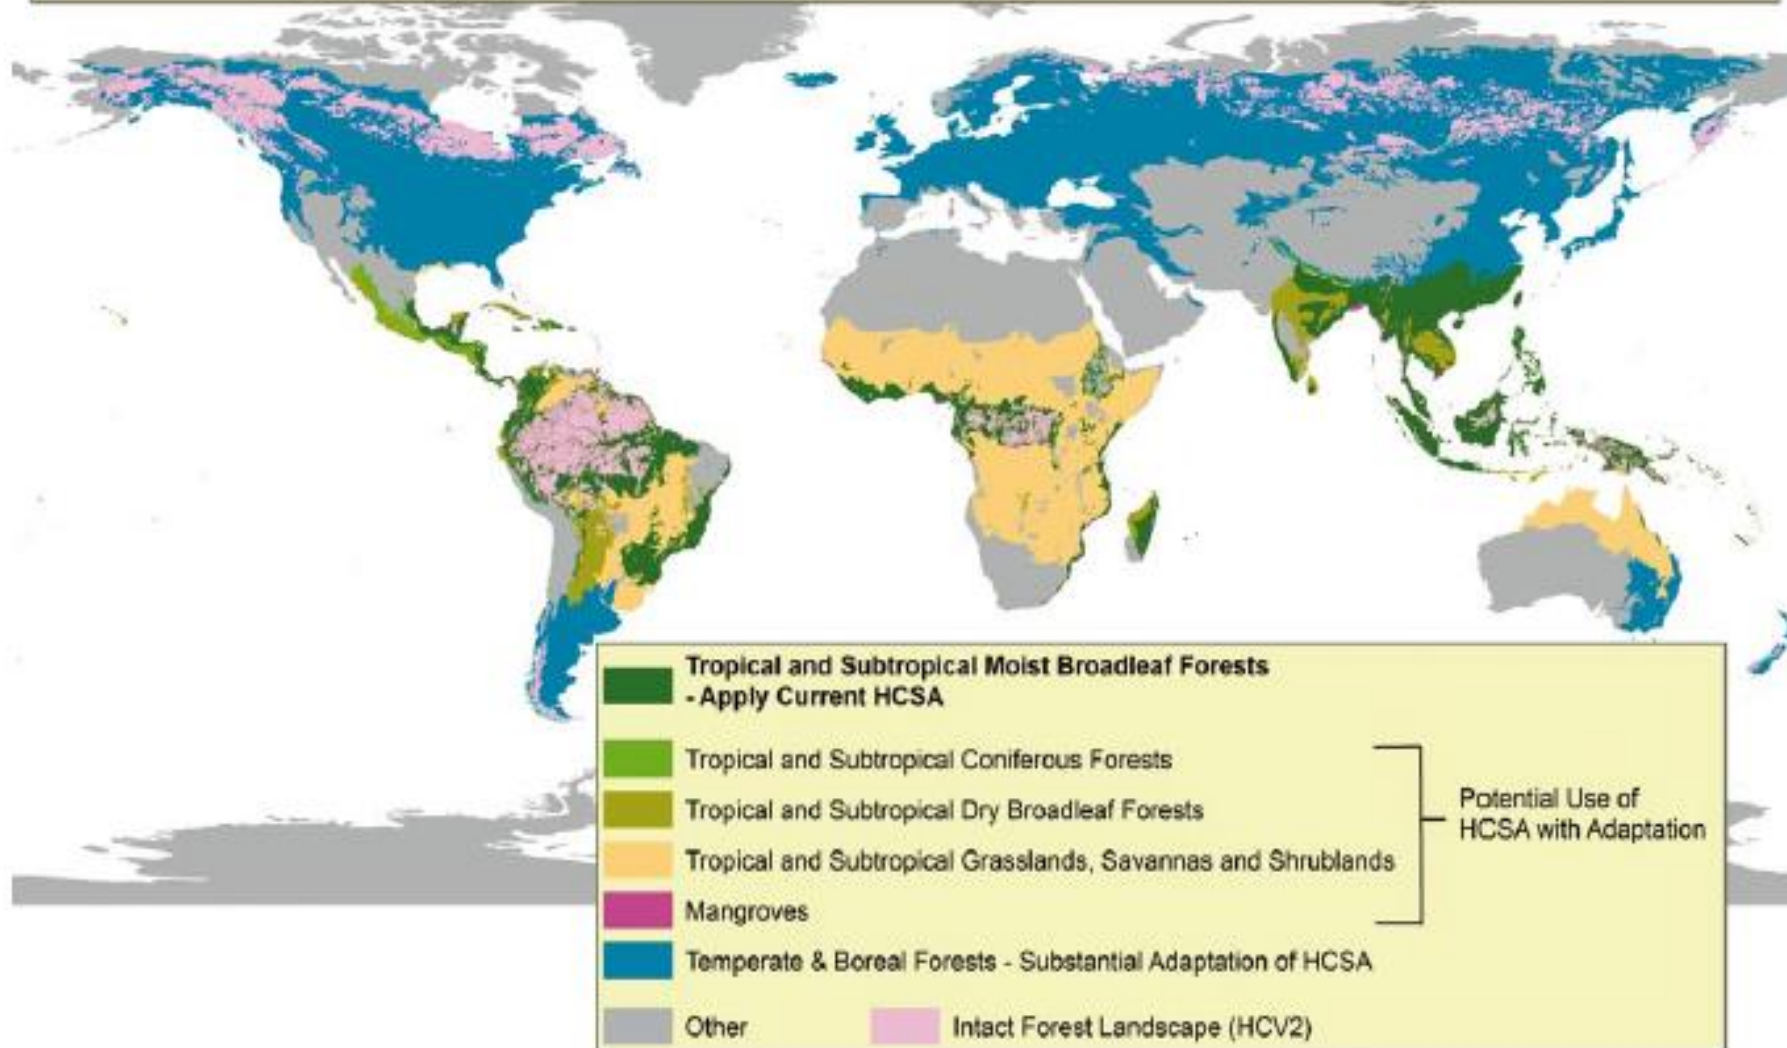 Tropical and Subtropical Moist Broadleaf Forests
- Apply Current HCSA
Tropical and Subtropical Coniferous Forests
Tropical and Subtropical Dry Broadleaf Forests
Tropical and Subtropical Grasslands, Savannas and Shrublands
Mangroves
Potential Use of
HCSA with Adaptation
Temperate & Boreal Forests - Substantial Adaptation of HCSA
Other
Intact Forest Landscape (HCV2)